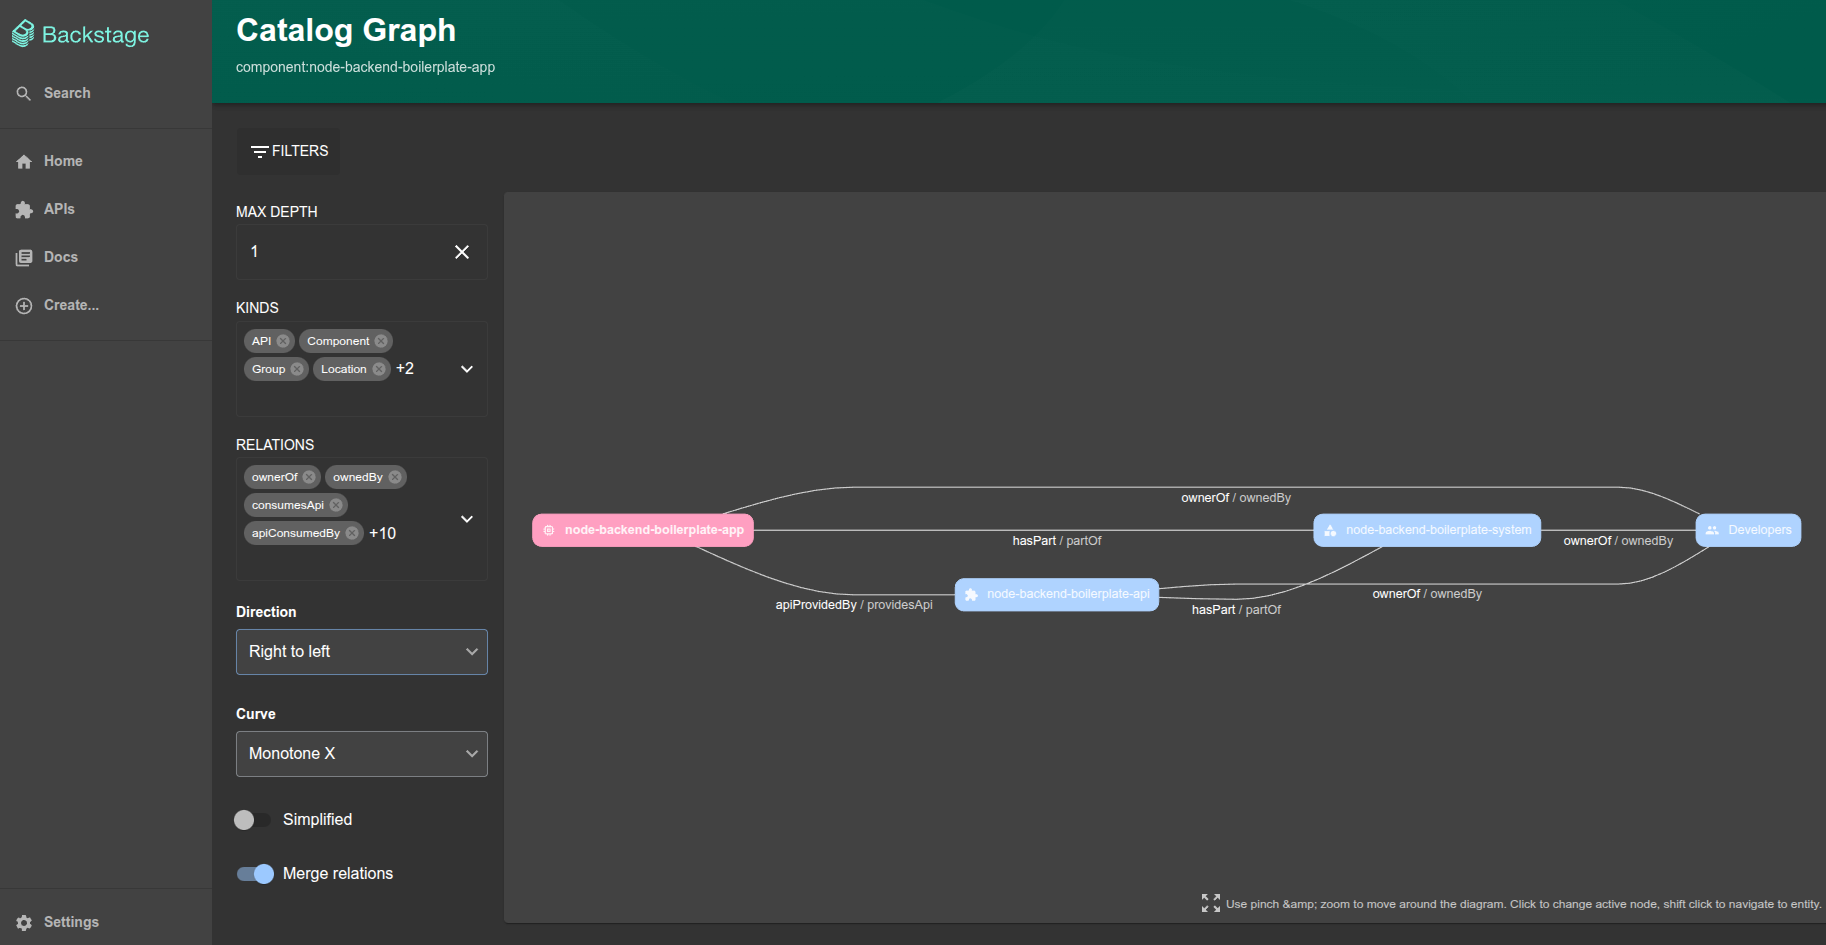 Backstage
Search
Home
APIs
Docs
Create...
Settings
Catalog Graph
component:node-backend-boilerplate-app
FILTERS
MAX DEPTH
1
KINDS
API Component
Group Location +2
RELATIONS
ownerOf ownedBy
consumesApi
apiConsumedBy +10
Direction
Right to left
Curve
Monotone X
Simplified
Merge relations
ownerOf / ownedBy
node-backend-boilerplate-app
node-backend-boilerplate-system
Developers
hasPart / partOf
ownerOf / ownedBy
node-backend-boilerplate-api
apiProvidedBy / providesApi
hasPart / partOf
ownerOf / ownedBy
Use pinch &amp; zoom to move around the diagram. Click to change active node, shift click to navigate to entity.